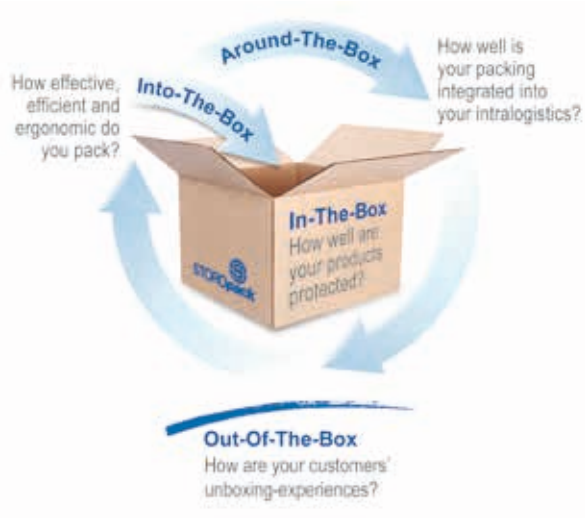 Around-The-Box
How well is
your packing
integrated into
your intralogistics?
Into-The-Box
How effective,
efficient and
ergonomic do
you pack?
In-The-Box
How well are
your products
protected?
STOROpack
Out-Of-The-Box
How are your customers'
unboxing-experiences?